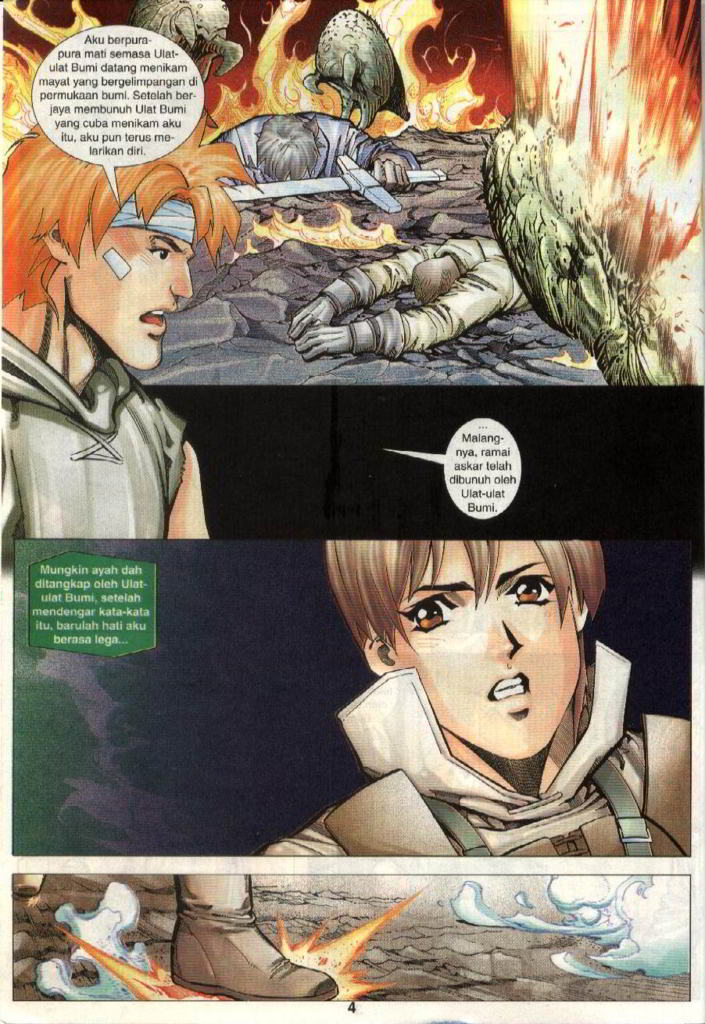 Aku berpura-
pura mati semasa Ulat-
ulat Bumi datang menikam
mayat yang bergelimpangan di
permukaan bumi. Setelah ber-
jaya membunuh Ulat Bumi
yang cuba menikam aku
itu, aku pun terus me-
larikan diri.
...
Malang-
nya, ramai
askar telah
dibunuh oleh
Ulat-ulat
Bumi.
Mungkin ayah dah
ditangkap oleh Ulat-
ulat Bumi, setelah
mendengar kata-kata
itu, barulah hati aku
berasa lega...
4